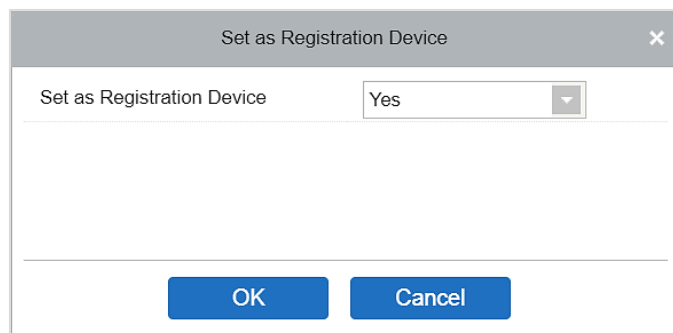 Set as Registration Device ×
Set as Registration Device Yes
OK Cancel